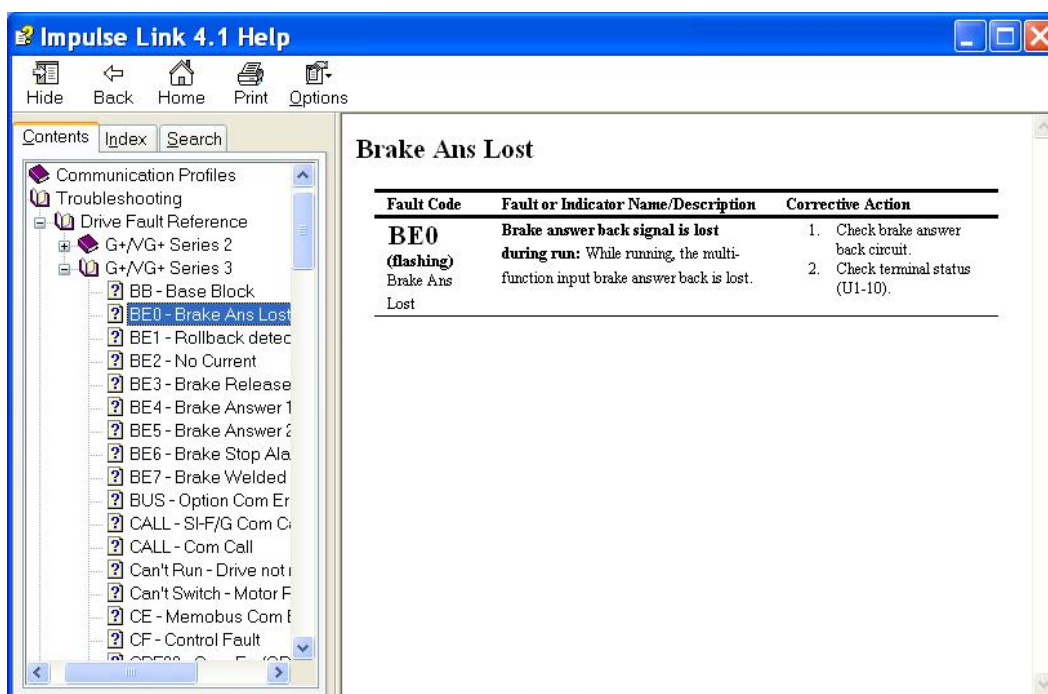 Impulse Link 4.1 Help
Hide Back Home Print Options
Contents Index Search
Communication Profiles
Troubleshooting
Drive Fault Reference
G+/VG+ Series 2
G+/VG+ Series 3
BB - Base Block
BE0 - Brake Ans Lost
BE1 - Rollback detec
BE2 - No Current
BE3 - Brake Release
BE4 - Brake Answer 1
BE5 - Brake Answer 2
BE6 - Brake Stop Ala
BE7 - Brake Welded
BUS - Option Com Er
CALL - SI-F/G Com C
CALL - Com Call
Can't Run - Drive not
Can't Switch - Motor F
CE - Memobus Com E
CF - Control Fault
Brake Ans Lost
Fault Code Fault or Indicator Name/Description Corrective Action
BE0
(flashing)
Brake Ans
Lost
Brake answer back signal is lost
during run: While running, the multi-
function input brake answer back is lost.
1. Check brake answer
back circuit.
2. Check terminal status
(U1-10).